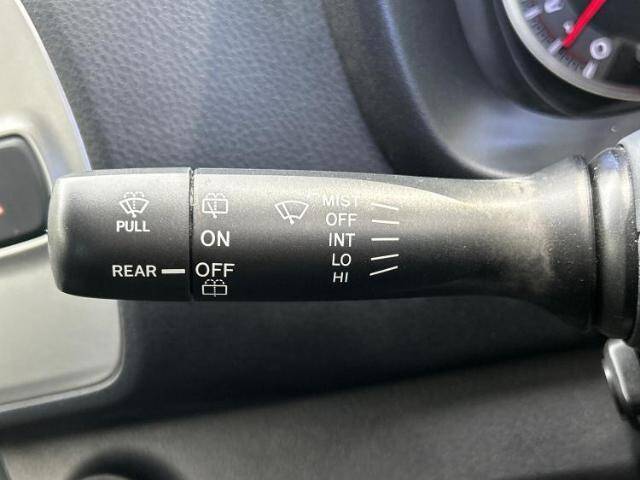 PULL
REAR
ON
OFF
MIST
OFF
INT
LO
HI